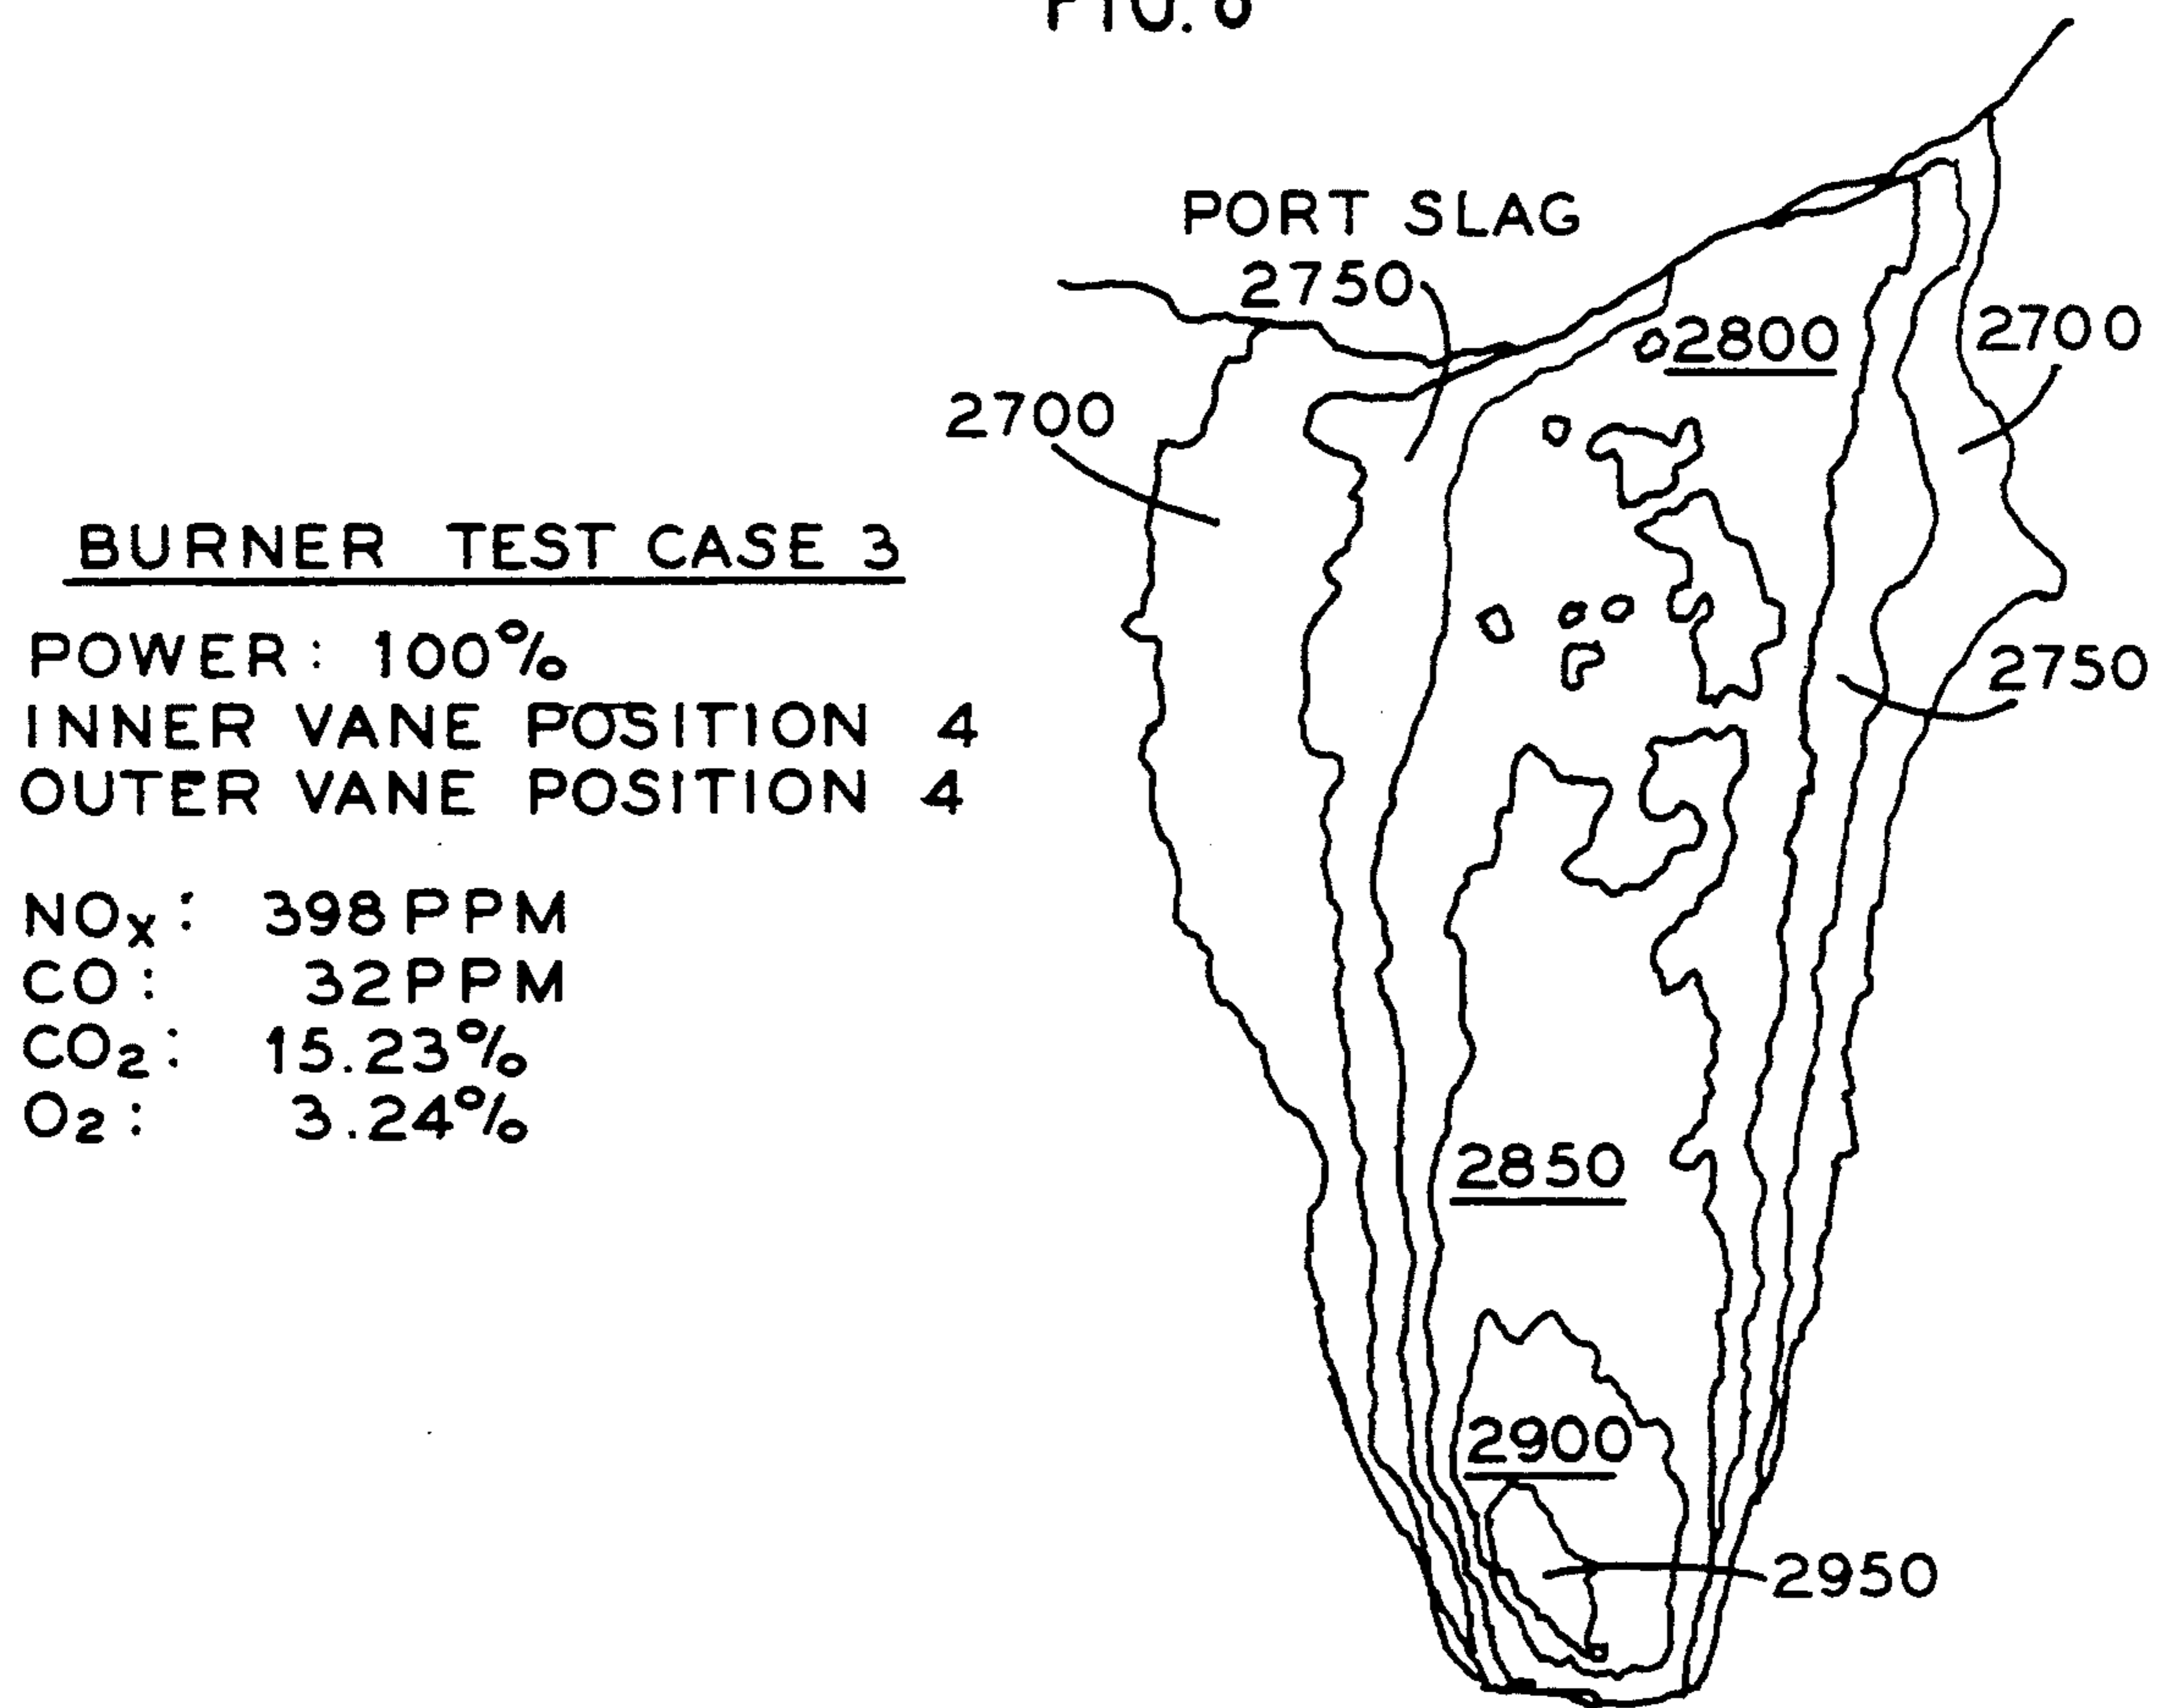 PORT SLAG
2750
2800
2700
2700
BURNER TEST CASE 3
POWER: 100%
INNER VANE POSITION 4
OUTER VANE POSITION 4
2750
NOx: 398 PPM
CO: 32 PPM
CO2: 15.23%
O2: 3.24%
2850
2900
2950